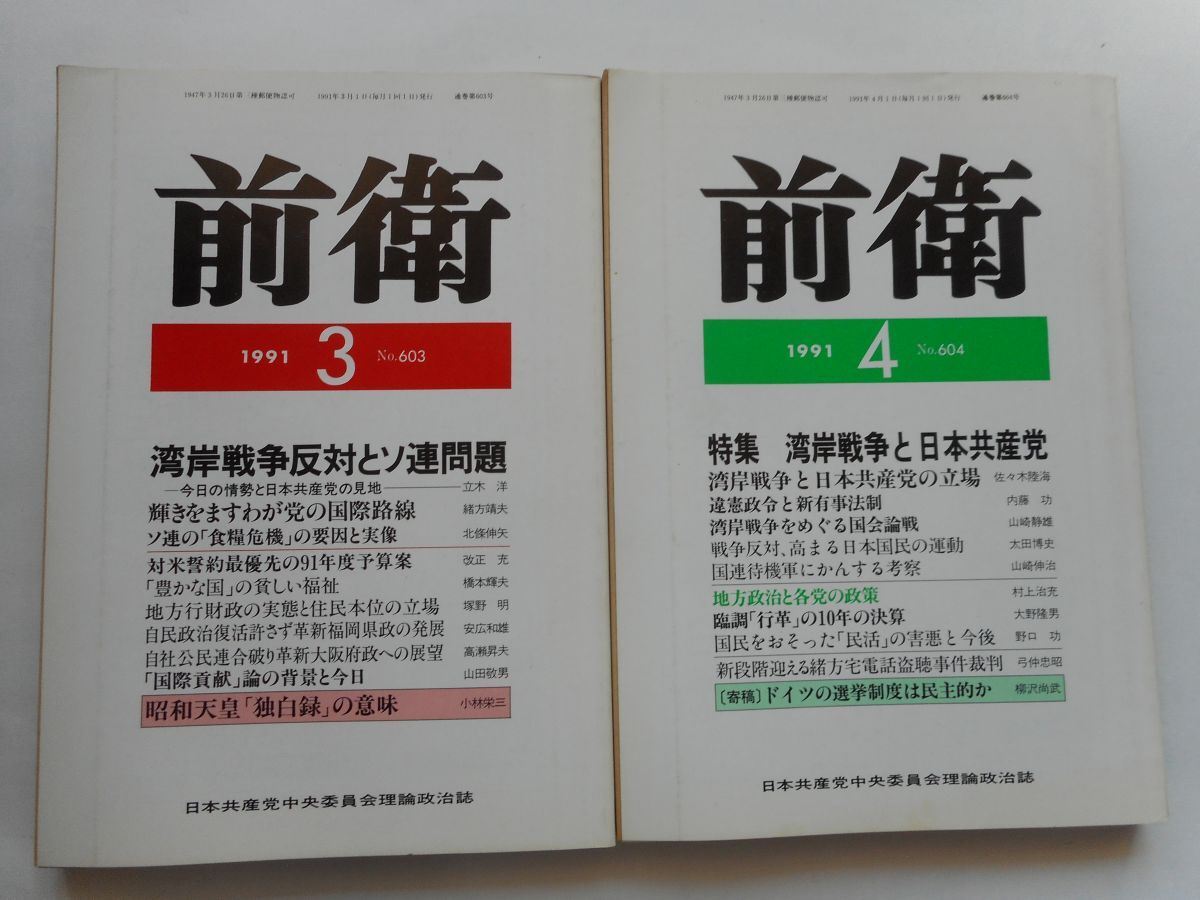 1947年3月26日第三種郵便物認可 1991年3月1日(毎月1回1日)発行 通巻第603号
前衛
1991 3 No.603
湾岸戦争反対とソ連問題
—今日の情勢と日本共産党の見地— 立木 洋
輝きをますわが党の国際路線 緒方靖夫
ソ連の「食糧危機」の要因と実像 北條伸矢
対米誓約最優先の91年度予算案 改正 充
「豊かな国」の貧しい福祉 橋本輝夫
地方行財政の実態と住民本位の立場 塚野 明
自民政治復活許さず革新福岡県政の発展 安広和雄
自社公民連合破り革新大阪府政への展望 高瀬昇夫
「国際貢献」論の背景と今日 山田敬男
昭和天皇「独白録」の意味 小林栄三
日本共産党中央委員会理論政治誌
1947年3月26日第三種郵便物認可 1991年4月1日(毎月1回1日)発行 通巻第604号
前衛
1991 4 No.604
特集 湾岸戦争と日本共産党
湾岸戦争と日本共産党の立場 佐々木陸海
違憲政令と新有事法制 内藤 功
湾岸戦争をめぐる国会論戦 山崎静雄
戦争反対、高まる日本国民の運動 太田博史
国連待機軍にかんする考察 山崎伸治
地方政治と各党の政策 村上治充
臨調「行革」の10年の決算 大野隆男
国民をおそった「民活」の害悪と今後 野口 功
新段階迎える緒方宅電話盗聴事件裁判 弓仲忠昭
〔寄稿〕ドイツの選挙制度は民主的か 柳沢尚武
日本共産党中央委員会理論政治誌